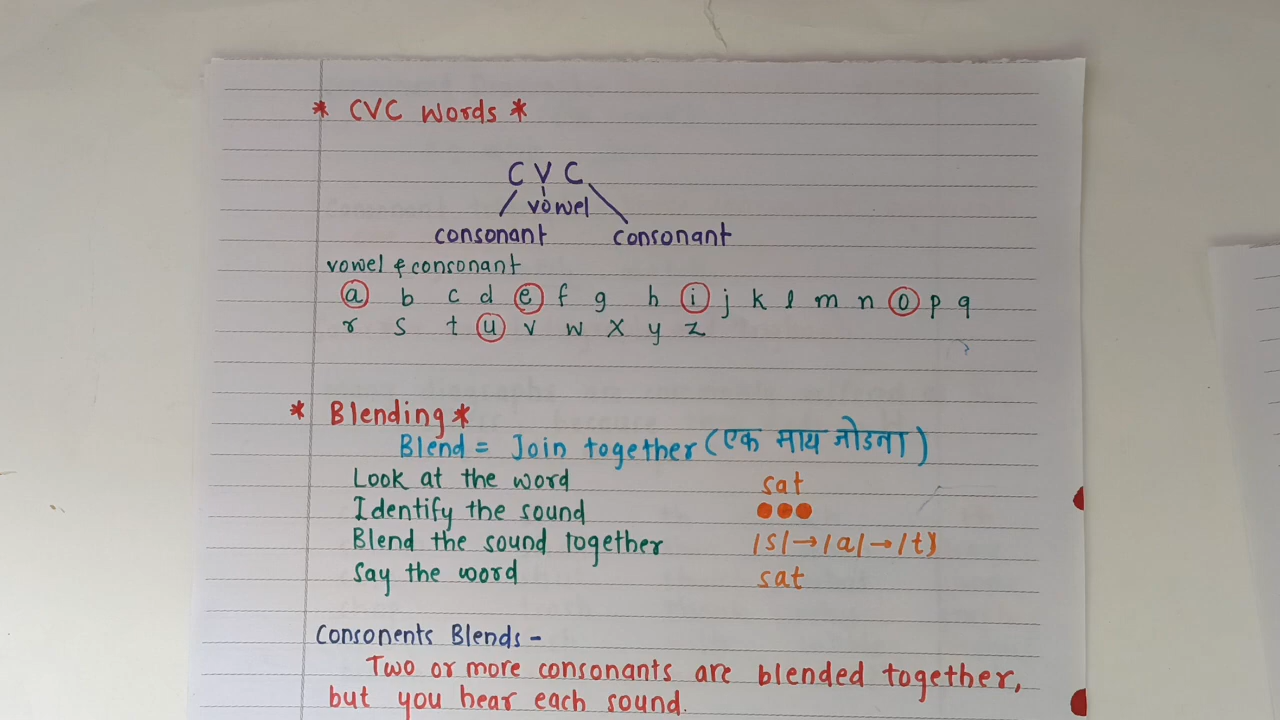 * CVC Words *
C V C
vowel
consonant consonant
vowel & consonant
a b c d e f g h i j k l m n o p q
r s t u v w x y z
* Blending *
Blend = Join together (एक माथ जोडना)
Look at the word sat
Identify the sound
Blend the sound together /s/→/a/→/t/
Say the word sat
Consonents Blends -
Two or more consonants are blended together,
but you hear each sound.